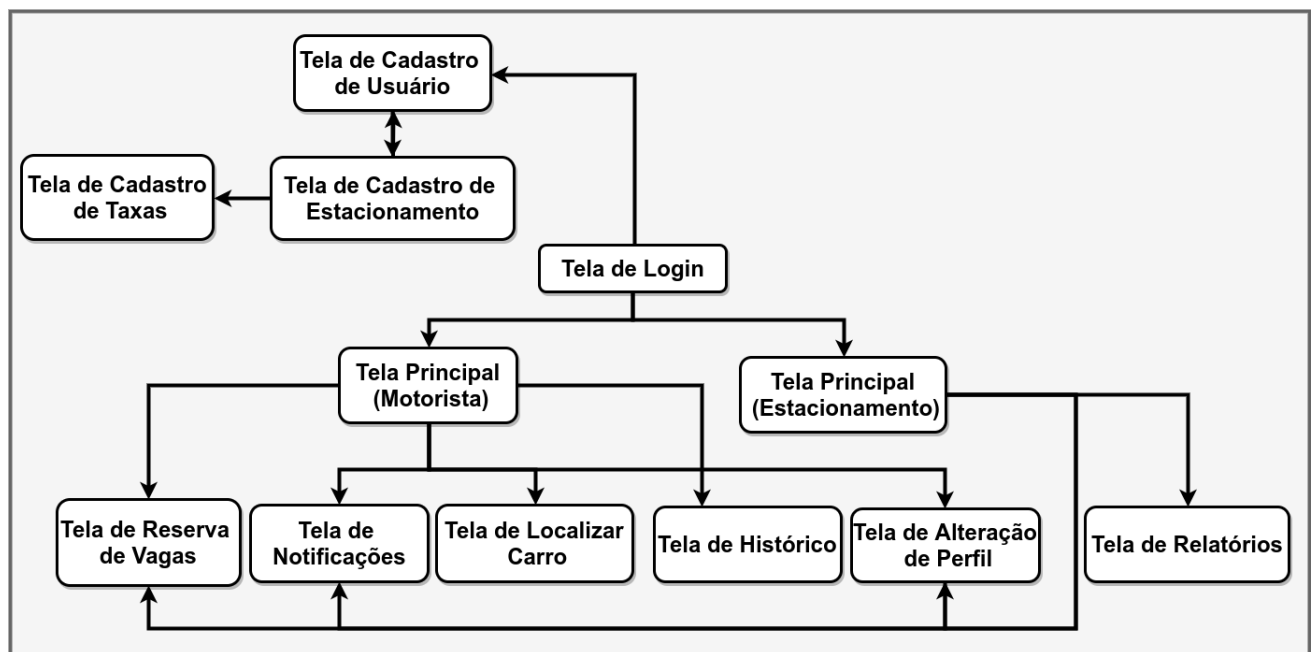 Tela de Cadastro
de Usuário
Tela de Cadastro
de Taxas
Tela de Cadastro de
Estacionamento
Tela de Login
Tela Principal
(Motorista)
Tela Principal
(Estacionamento)
Tela de Reserva
de Vagas
Tela de
Notificações
Tela de Localizar
Carro
Tela de Histórico
Tela de Alteração
de Perfil
Tela de Relatórios